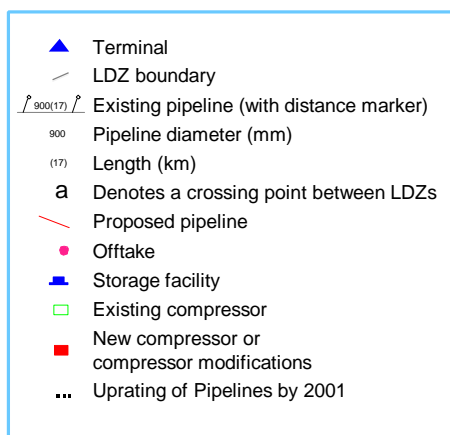 Terminal
LDZ boundary
900(17) Existing pipeline (with distance marker)
900 Pipeline diameter (mm)
(17) Length (km)
a Denotes a crossing point between LDZs
Proposed pipeline
Offtake
Storage facility
Existing compressor
New compressor or
compressor modifications
Uprating of Pipelines by 2001